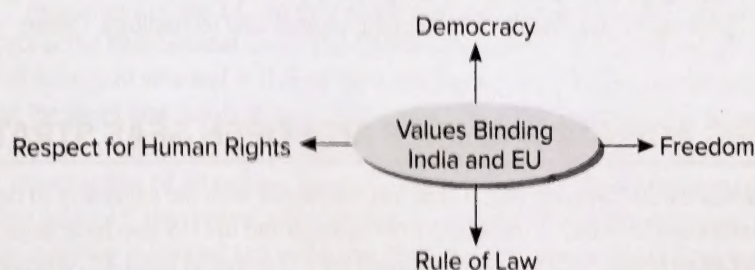 Democracy
Values Binding
Respect for Human Rights
India and EU
Freedom
Rule of Law